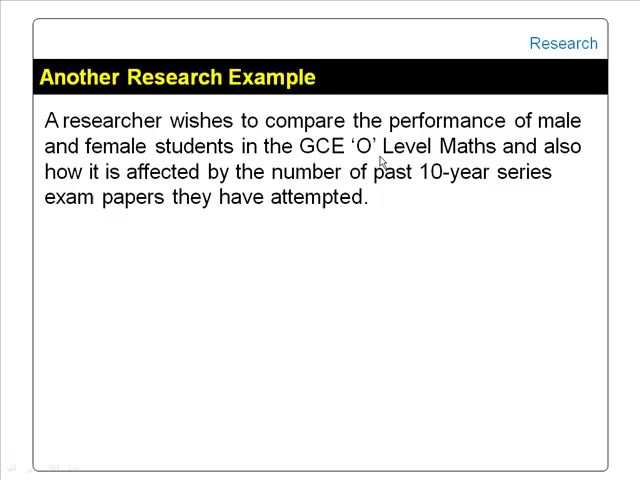 Research
Another Research Example
A researcher wishes to compare the performance of male
and female students in the GCE ‘O’ Level Maths and also
how it is affected by the number of past 10-year series
exam papers they have attempted.